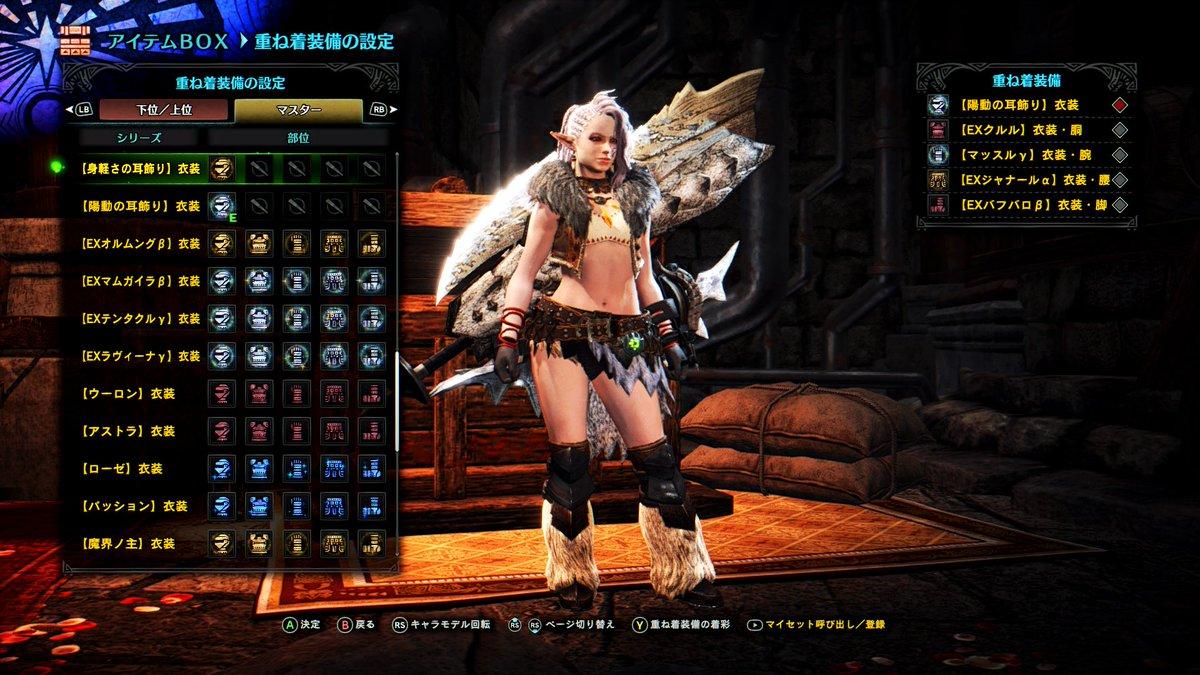 アイテムBOX 重ね着装備の設定
重ね着装備の設定
LB 下位/上位 マスター RB
シリーズ 部位
【身軽さの耳飾り】衣装
【陽動の耳飾り】衣装 E
【EXオルムングβ】衣装
【EXマムガイラβ】衣装
【EXテンタクルγ】衣装
【EXラヴィーナγ】衣装
【ウーロン】衣装
【アストラ】衣装
【ローゼ】衣装
【パッション】衣装
【魔界ノ主】衣装
重ね着装備
【陽動の耳飾り】衣装
【EXクルル】衣装・胴
【マッスルγ】衣装・腕
【EXジャナールα】衣装・腰
【EXバフバロβ】衣装・脚
A 決定 B 戻る RS キャラモデル回転 RS RS ページ切り替え Y 重ね着装備の着彩 マイセット呼び出し/登録